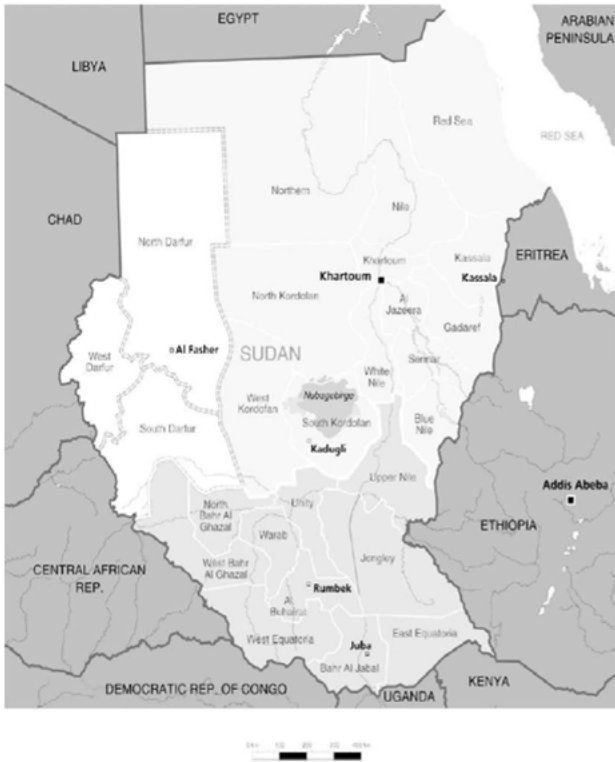 EGYPT
ARABIAN
PENINSULA
LIBYA
Red Sea
RED SEA
Northern
CHAD
Nile
North Darfur
Khartoum
Kassala
ERITREA
Khartoum
Kassala
North Kordofan
Al
Jazeera
Gadaref
Al Fasher
SUDAN
West
Darfur
Sennar
White
Nile
West
Kordofan
Nubagebirge
South Darfur
South Kordofan
Blue
Nile
Kadugli
Upper Nile
Addis Abeba
North
Bahr Al
Ghazal
Unity
ETHIOPIA
Warab
Jongley
West Bahr
Al Ghazal
CENTRAL AFRICAN
REP.
Rumbek
Al
Buhairat
West Equatoria
East Equatoria
Juba
Bahr Al Jabal
DEMOCRATIC REP. OF CONGO
UGANDA
KENYA